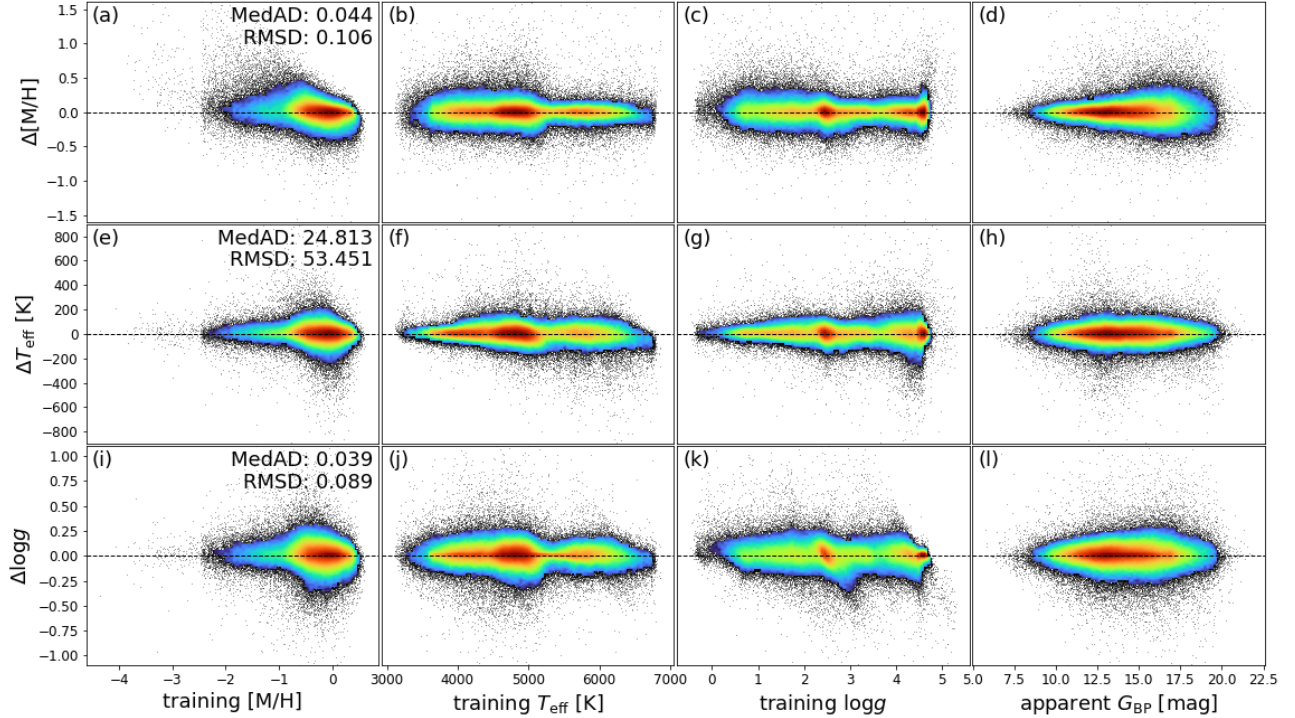 (a) MedAD: 0.044
RMSD: 0.106
(b)
(c)
(d)
Δ[M/H]
1.5
1.0
0.5
0.0
−0.5
−1.0
−1.5
(e) MedAD: 24.813
RMSD: 53.451
(f)
(g)
(h)
ΔTeff [K]
800
600
400
200
0
−200
−400
−600
−800
(i) MedAD: 0.039
RMSD: 0.089
(j)
(k)
(l)
Δlogg
1.00
0.75
0.50
0.25
0.00
−0.25
−0.50
−0.75
−1.00
−4 −2 −1 0 3000 4000 5000 6000 7000 0.0 1 2 3 4 5 5.0 7.5 10.0 12.5 15.0 17.5 20.0 22.5
training [M/H] training Teff [K] training logg apparent GBP [mag]